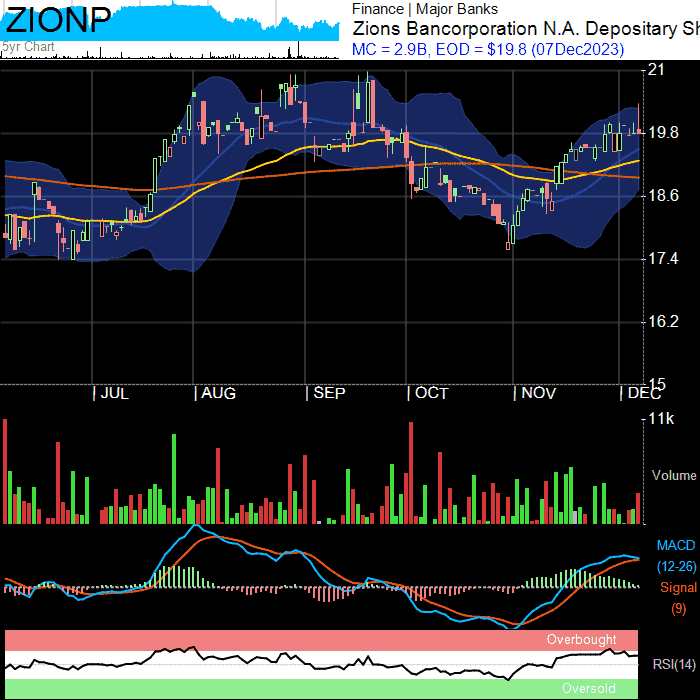 ZIONP
5yr Chart
Finance | Major Banks
Zions Bancorporation N.A. Depositary Sh
MC = 2.9B, EOD = $19.8 (07Dec2023)
21
19.8
18.6
17.4
16.2
15
JUL
AUG
SEP
OCT
NOV
DEC
11k
Volume
MACD
(12-26)
Signal
(9)
Overbought
RSI(14)
Oversold